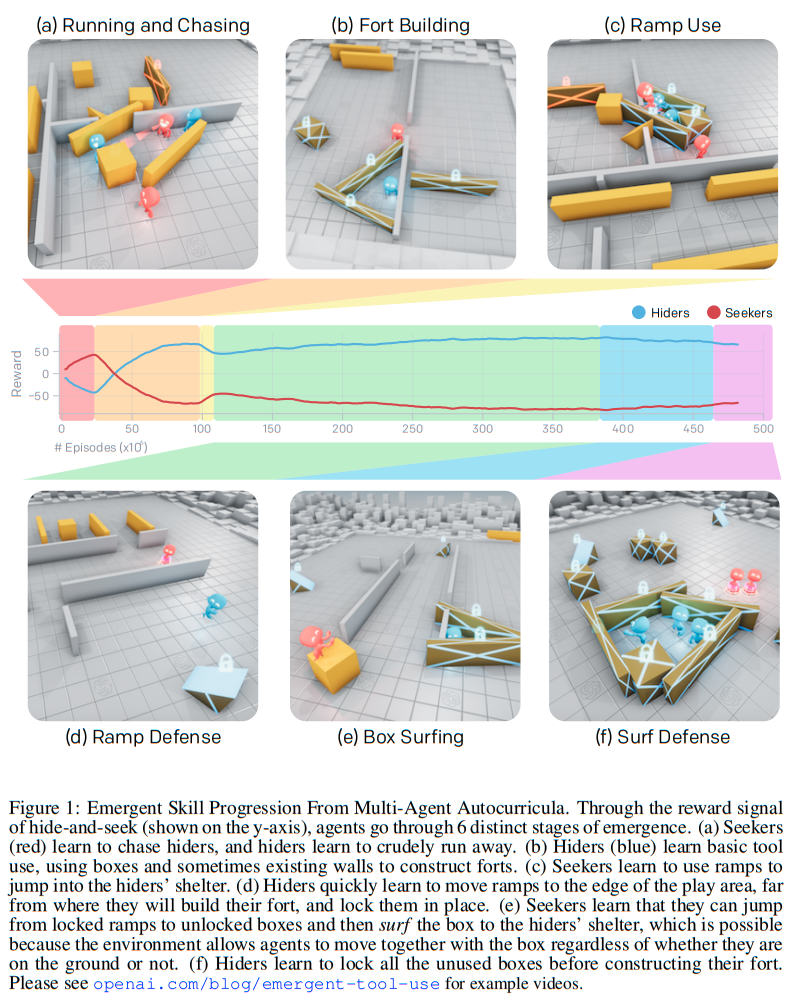 (a) Running and Chasing
(b) Fort Building
(c) Ramp Use
Hiders
Seekers
Reward
50
0
−50
0
50
100
150
200
250
300
350
400
450
500
# Episodes (x10⁶)
(d) Ramp Defense
(e) Box Surfing
(f) Surf Defense
Figure 1: Emergent Skill Progression From Multi-Agent Autocurricula. Through the reward signal
of hide-and-seek (shown on the y-axis), agents go through 6 distinct stages of emergence. (a) Seekers
(red) learn to chase hiders, and hiders learn to crudely run away. (b) Hiders (blue) learn basic tool
use, using boxes and sometimes existing walls to construct forts. (c) Seekers learn to use ramps to
jump into the hiders' shelter. (d) Hiders quickly learn to move ramps to the edge of the play area, far
from where they will build their fort, and lock them in place. (e) Seekers learn that they can jump
from locked ramps to unlocked boxes and then surf the box to the hiders' shelter, which is possible
because the environment allows agents to move together with the box regardless of whether they are
on the ground or not. (f) Hiders learn to lock all the unused boxes before constructing their fort.
Please see openai.com/blog/emergent-tool-use for example videos.